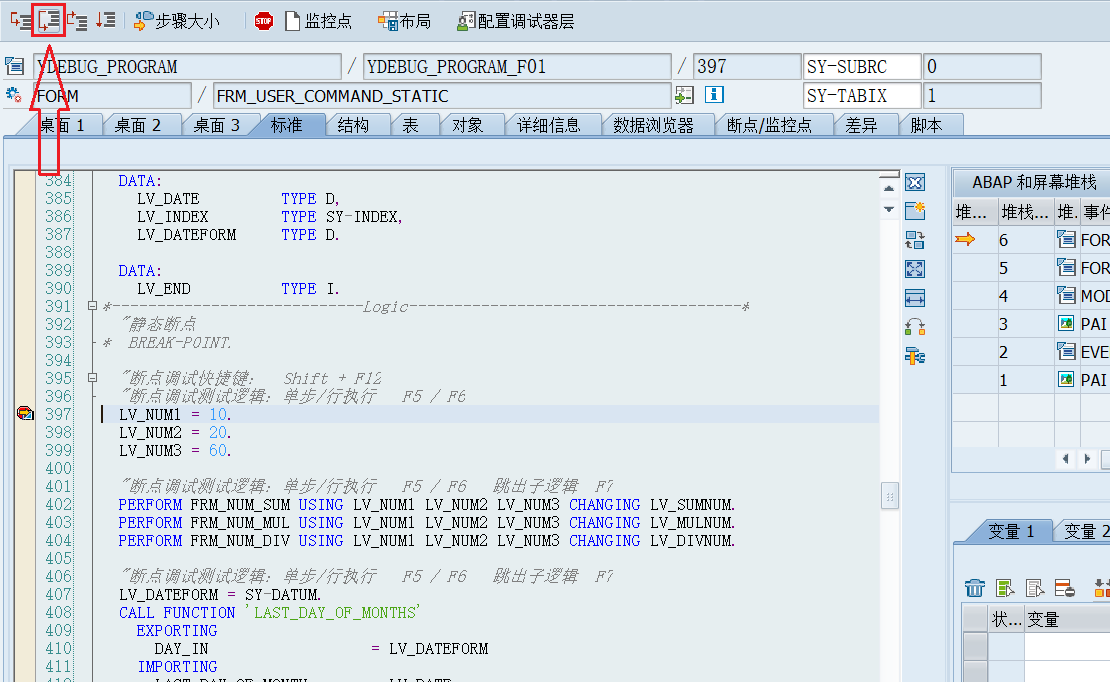 步骤大小 STOP 监控点 布局 配置调试器层
YDEBUG_PROGRAM / YDEBUG_PROGRAM_F01 / 397 SY-SUBRC 0
FORM / FRM_USER_COMMAND_STATIC SY-TABIX 1
桌面 1 桌面 2 桌面 3 标准 结构 表 对象 详细信息 数据浏览器 断点/监控点 差异 脚本
384 DATA:
385 LV_DATE TYPE D,
386 LV_INDEX TYPE SY-INDEX,
387 LV_DATEFORM TYPE D.
388
389 DATA:
390 LV_END TYPE I.
391 *----------------------------Logic-------------------------------------*
392 "静态断点
393 * BREAK-POINT.
394
395 "断点调试快捷键： Shift + F12
396 "断点调试测试逻辑：单步/行执行 F5 / F6
397 LV_NUM1 = 10.
398 LV_NUM2 = 20.
399 LV_NUM3 = 60.
400
401 "断点调试测试逻辑：单步/行执行 F5 / F6 跳出子逻辑 F7
402 PERFORM FRM_NUM_SUM USING LV_NUM1 LV_NUM2 LV_NUM3 CHANGING LV_SUMNUM.
403 PERFORM FRM_NUM_MUL USING LV_NUM1 LV_NUM2 LV_NUM3 CHANGING LV_MULNUM.
404 PERFORM FRM_NUM_DIV USING LV_NUM1 LV_NUM2 LV_NUM3 CHANGING LV_DIVNUM.
405
406 "断点调试测试逻辑：单步/行执行 F5 / F6 跳出子逻辑 F7
407 LV_DATEFORM = SY-DATUM.
408 CALL FUNCTION 'LAST_DAY_OF_MONTHS'
409 EXPORTING
410 DAY_IN = LV_DATEFORM
411 IMPORTING
ABAP 和屏幕堆栈
堆... 堆栈... 堆. 事件
6 FOR
5 FOR
4 MOD
3 PAI
2 EVE
1 PAI
变量 1 变量 2
状... 变量